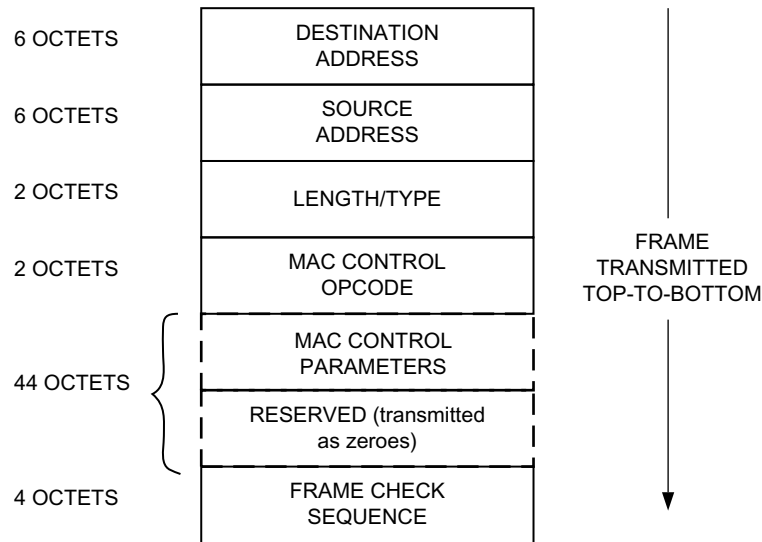 6 OCTETS
DESTINATION
ADDRESS
6 OCTETS
SOURCE
ADDRESS
2 OCTETS
LENGTH/TYPE
2 OCTETS
MAC CONTROL
OPCODE
44 OCTETS
MAC CONTROL
PARAMETERS
RESERVED (transmitted
as zeroes)
4 OCTETS
FRAME CHECK
SEQUENCE
FRAME
TRANSMITTED
TOP-TO-BOTTOM